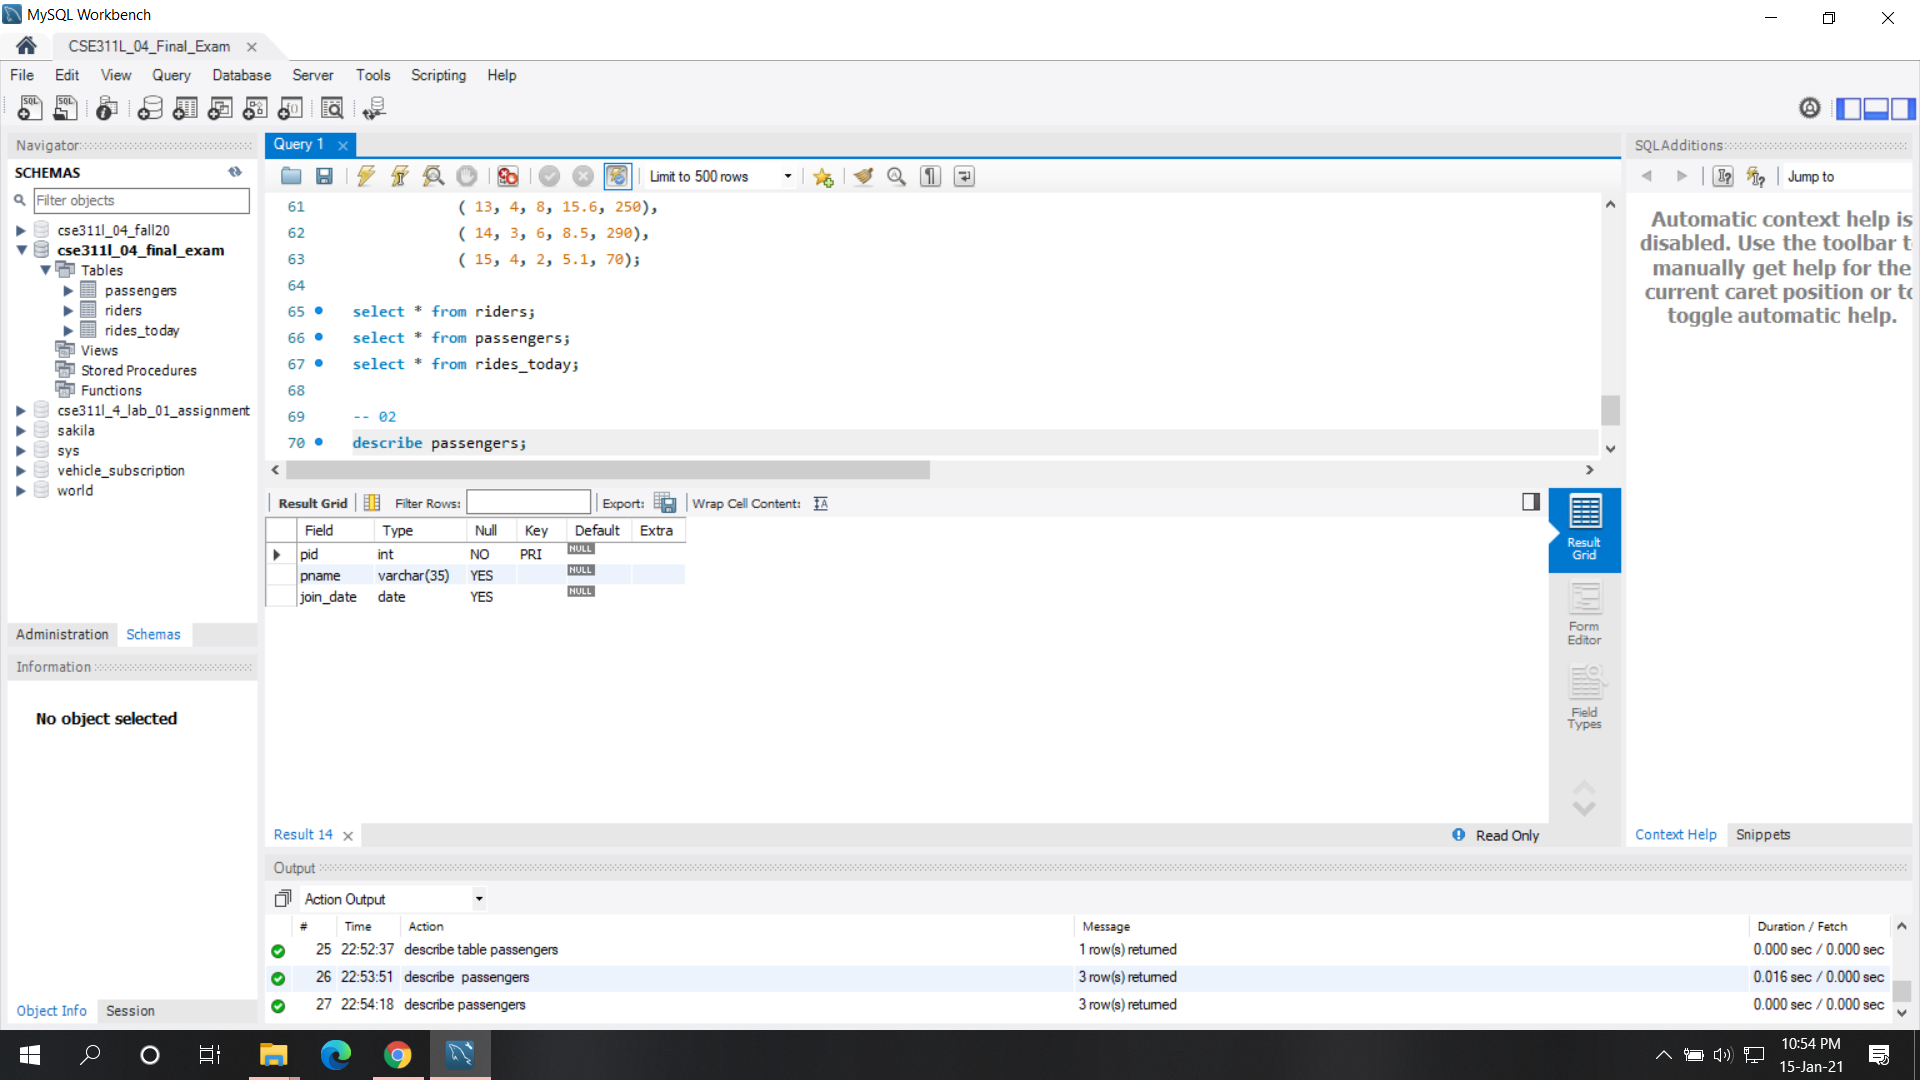 MySQL Workbench
CSE311L_04_Final_Exam
File Edit View Query Database Server Tools Scripting Help
Navigator
SCHEMAS
Filter objects
cse311l_04_fall20
cse311l_04_final_exam
Tables
passengers
riders
rides_today
Views
Stored Procedures
Functions
cse311l_4_lab_01_assignment
sakila
sys
vehicle_subscription
world
Administration Schemas
Information
No object selected
Object Info Session
Query 1
Limit to 500 rows
61 ( 13, 4, 8, 15.6, 250),
62 ( 14, 3, 6, 8.5, 290),
63 ( 15, 4, 2, 5.1, 70);
64
65 select * from riders;
66 select * from passengers;
67 select * from rides_today;
68
69 -- 02
70 describe passengers;
Result Grid Filter Rows: Export: Wrap Cell Content:
Field Type Null Key Default Extra
pid int NO PRI NULL
pname varchar(35) YES NULL
join_date date YES NULL
Result Grid
Form Editor
Field Types
Result 14
Read Only
SQLAdditions
Jump to
Automatic context help is
disabled. Use the toolbar t
manually get help for the
current caret position or to
toggle automatic help.
Context Help Snippets
Output
Action Output
# Time Action Message Duration / Fetch
25 22:52:37 describe table passengers 1 row(s) returned 0.000 sec / 0.000 sec
26 22:53:51 describe passengers 3 row(s) returned 0.016 sec / 0.000 sec
27 22:54:18 describe passengers 3 row(s) returned 0.000 sec / 0.000 sec
10:54 PM
15-Jan-21